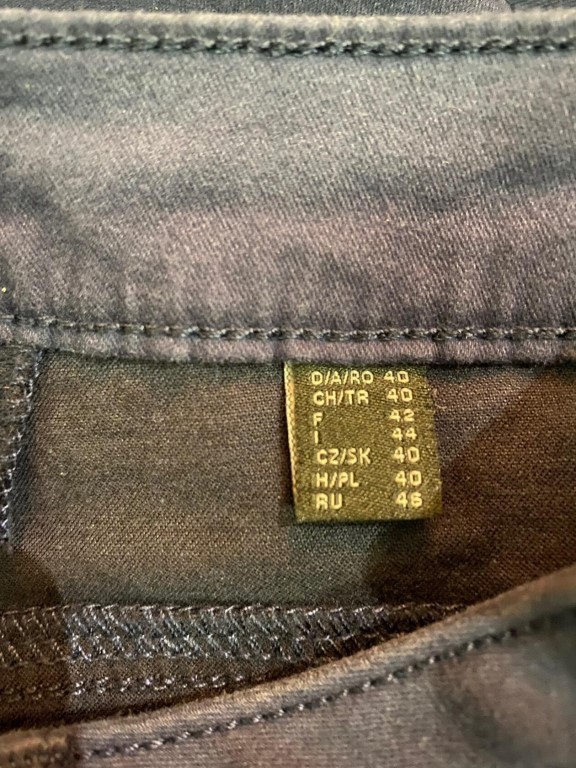 D/A/RO 40
CH/TR 40
F 42
I 44
CZ/SK 40
H/PL 40
RU 46